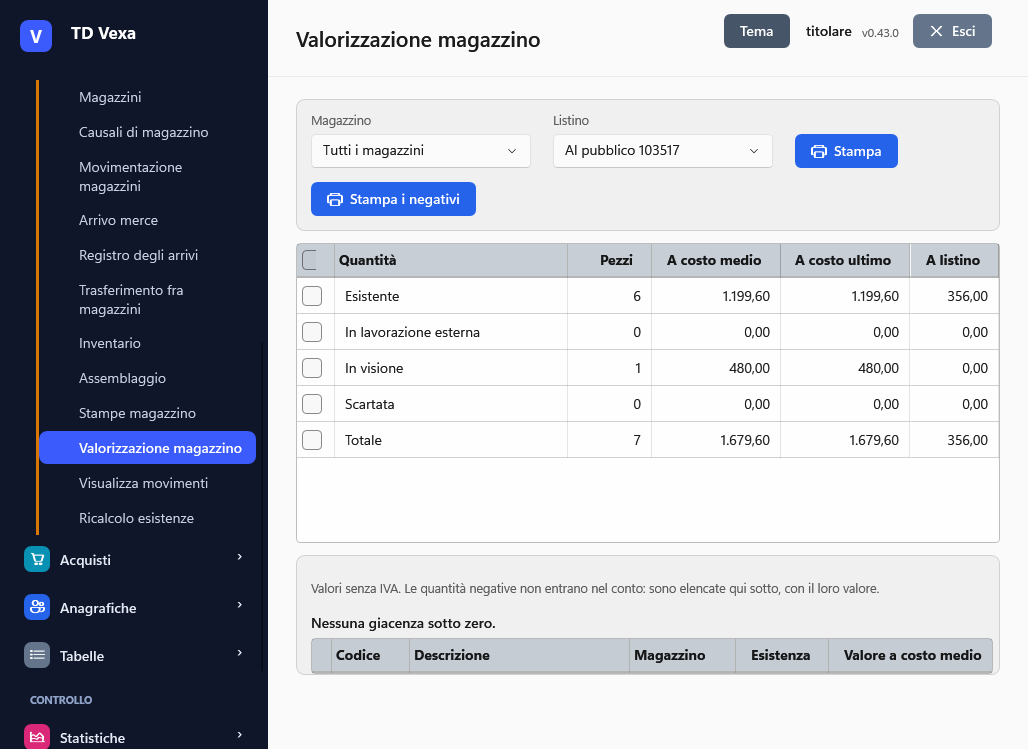 V
TD Vexa
Magazzini
Causali di magazzino
Movimentazione
magazzini
Arrivo merce
Registro degli arrivi
Trasferimento fra
magazzini
Inventario
Assemblaggio
Stampe magazzino
Valorizzazione magazzino
Visualizza movimenti
Ricalcolo esistenze
Acquisti
Anagrafiche
Tabelle
CONTROLLO
Statistiche
Valorizzazione magazzino
Tema titolare v0.43.0 Esci
Magazzino Listino
Tutti i magazzini Al pubblico 103517 Stampa
Stampa i negativi
Quantità Pezzi A costo medio A costo ultimo A listino
Esistente 6 1.199,60 1.199,60 356,00
In lavorazione esterna 0 0,00 0,00 0,00
In visione 1 480,00 480,00 0,00
Scartata 0 0,00 0,00 0,00
Totale 7 1.679,60 1.679,60 356,00
Valori senza IVA. Le quantità negative non entrano nel conto: sono elencate qui sotto, con il loro valore.
Nessuna giacenza sotto zero.
Codice Descrizione Magazzino Esistenza Valore a costo medio